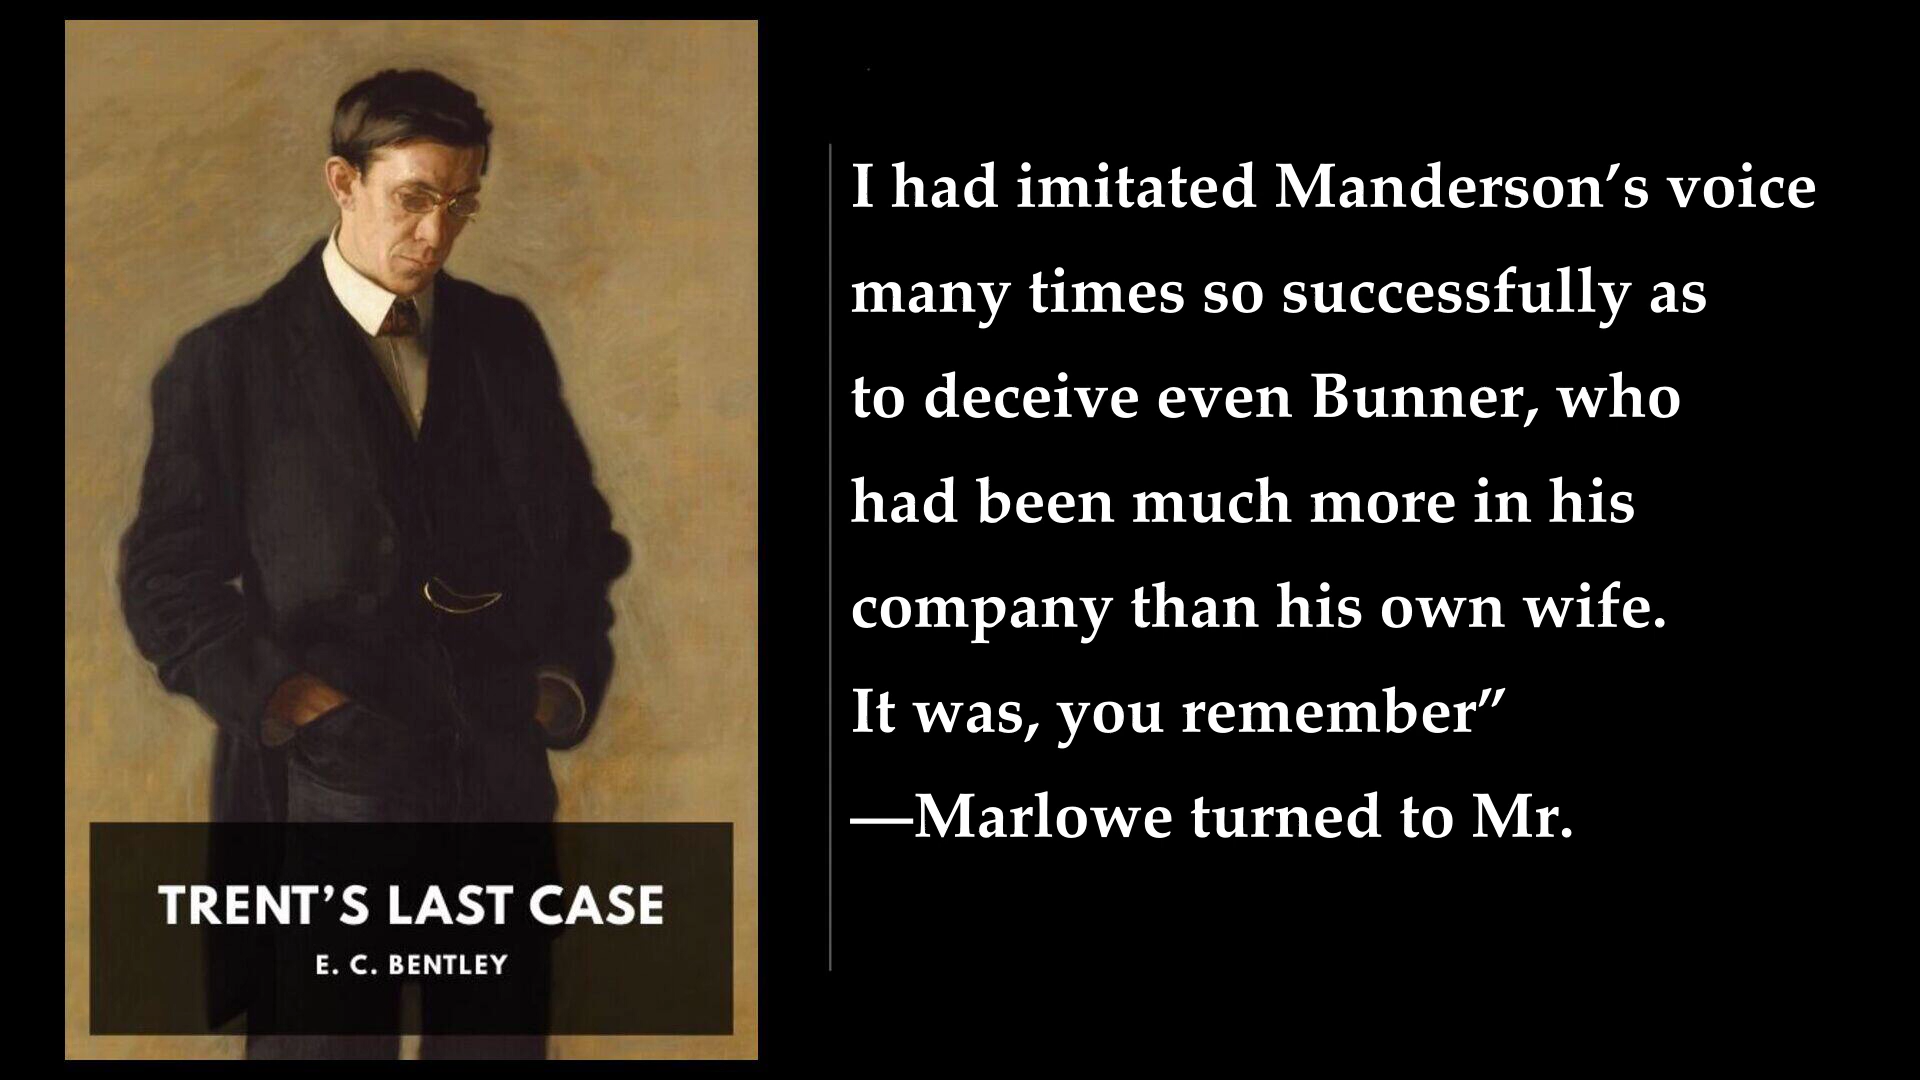 I had imitated Manderson’s voice
many times so successfully as
to deceive even Bunner, who
had been much more in his
company than his own wife.
It was, you remember”
—Marlowe turned to Mr.
TRENT’S LAST CASE
E. C. BENTLEY